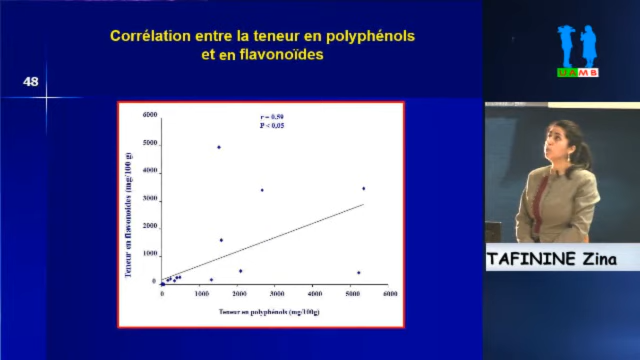 Corrélation entre la teneur en polyphénols
et en flavonoïdes
48
UAMB
r = 0.59
P < 0,05
Teneur en flavonoides (mg/100 g)
6000
5000
4000
3000
2000
1000
0
0 1000 2000 3000 4000 5000 6000
Teneur en polyphénols (mg/100g)
TAFININE Zina